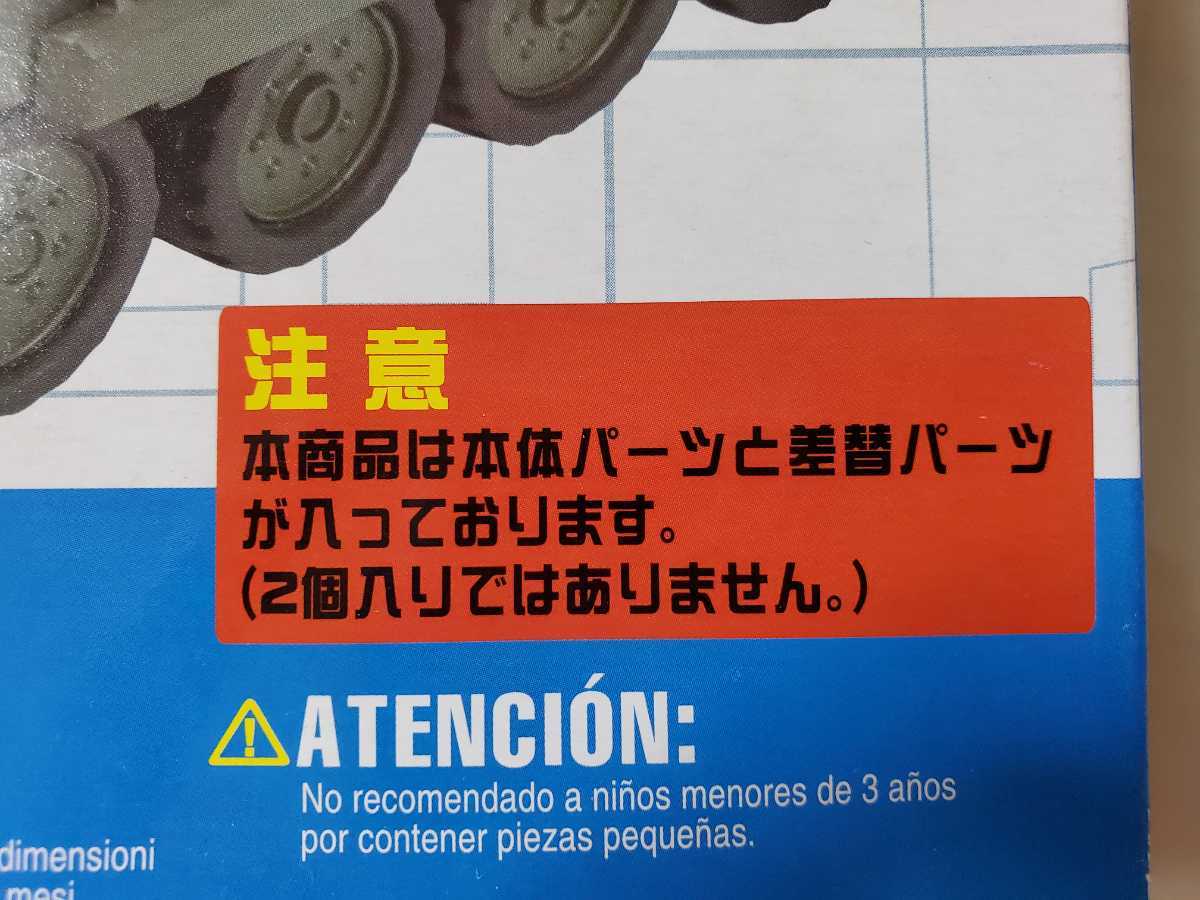 注意
本商品は本体パーツと差替パーツ
が入っております。
(2個入りではありません。)
ATENCIÓN:
No recomendado a niños menores de 3 años
por contener piezas pequeñas.
dimensioni
mesi